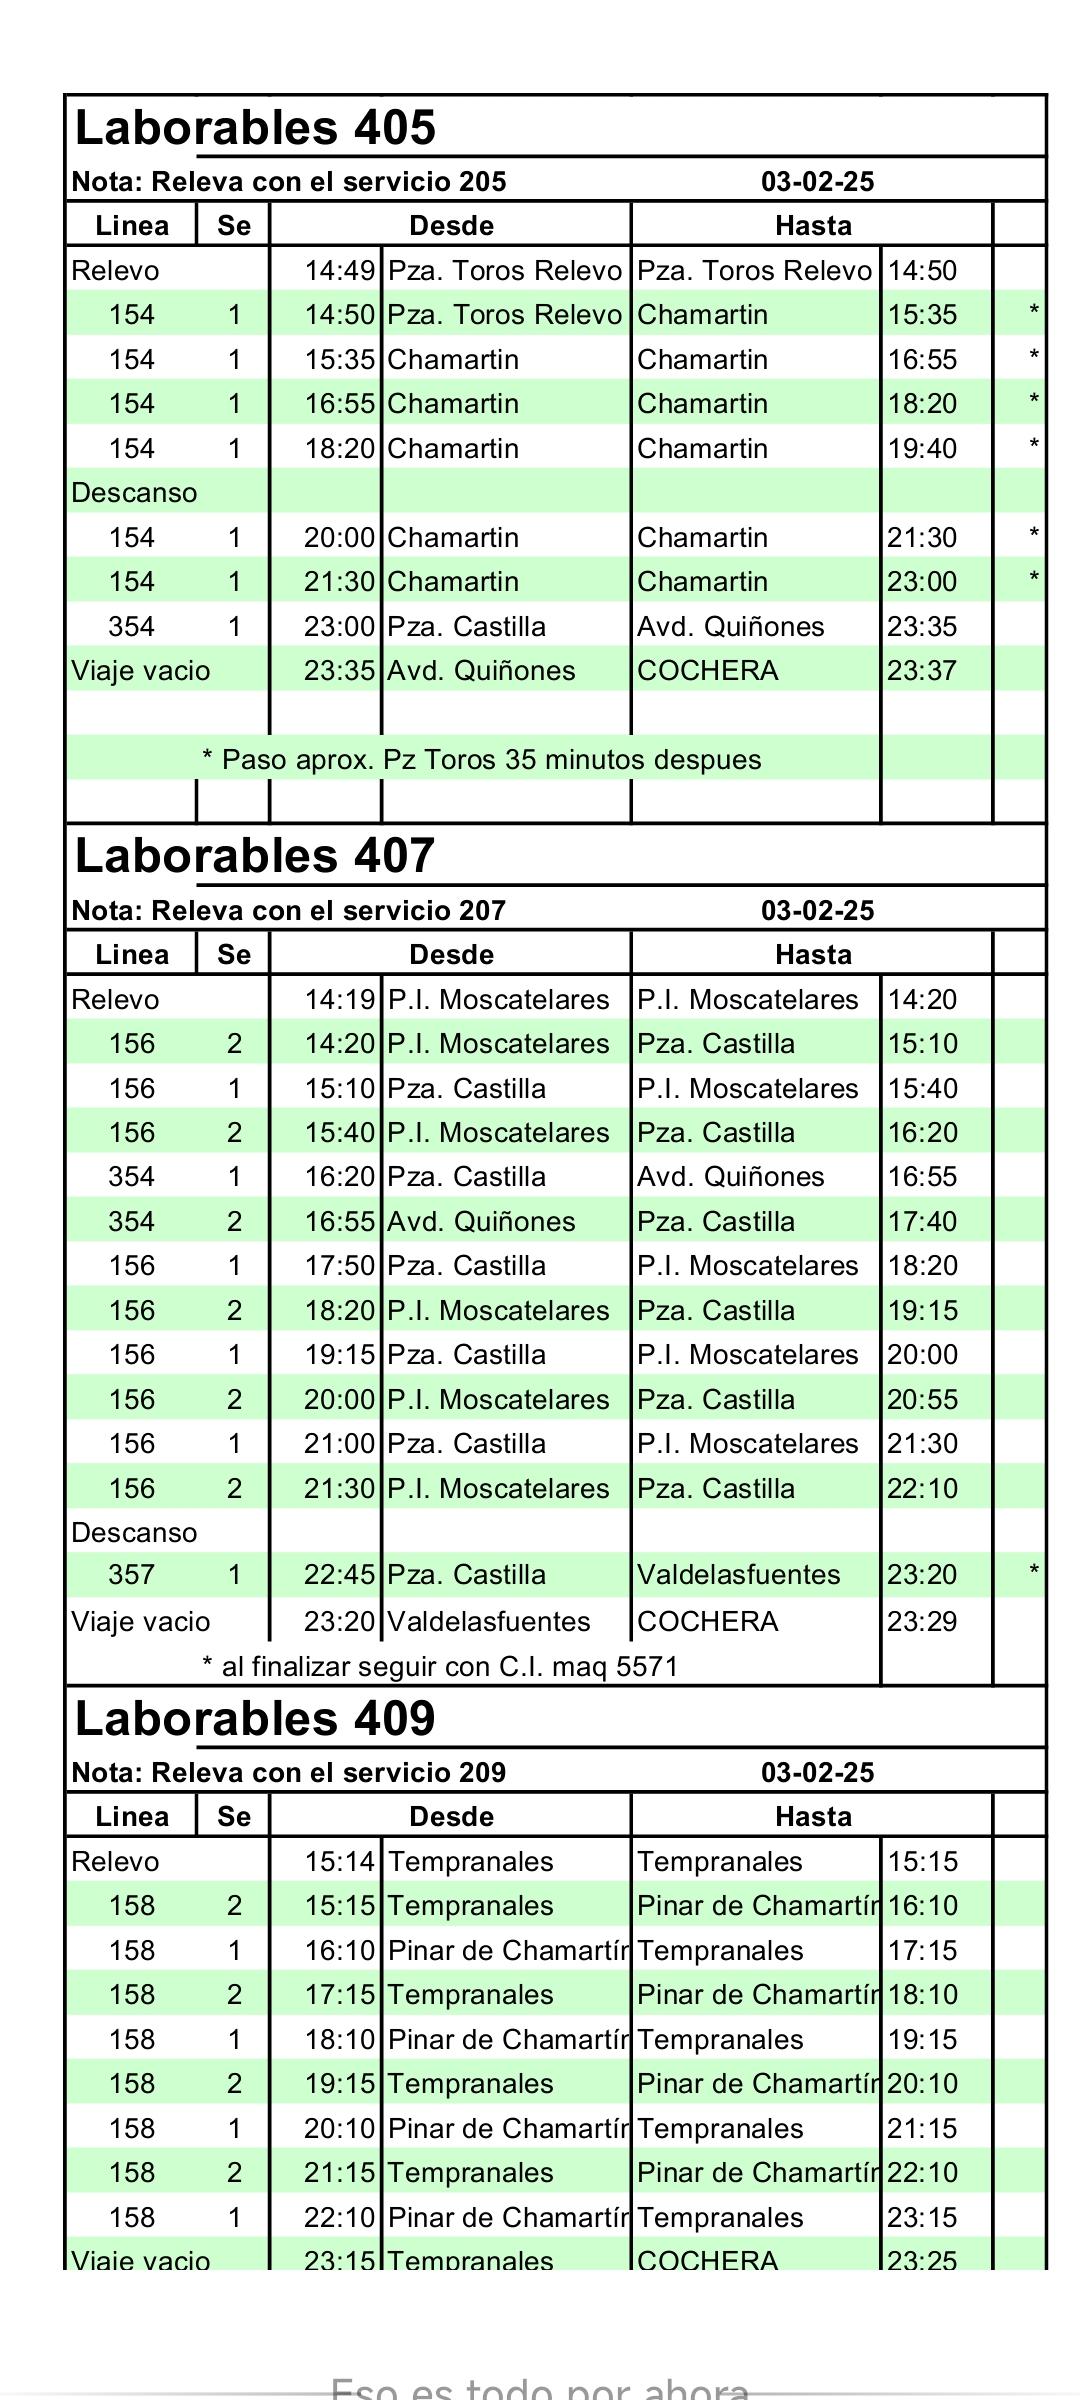 Laborables 405
Nota: Releva con el servicio 205 03-02-25
Linea Se Desde Hasta
Relevo 14:49 Pza. Toros Relevo Pza. Toros Relevo 14:50
154 1 14:50 Pza. Toros Relevo Chamartin 15:35 *
154 1 15:35 Chamartin Chamartin 16:55 *
154 1 16:55 Chamartin Chamartin 18:20 *
154 1 18:20 Chamartin Chamartin 19:40 *
Descanso
154 1 20:00 Chamartin Chamartin 21:30 *
154 1 21:30 Chamartin Chamartin 23:00 *
354 1 23:00 Pza. Castilla Avd. Quiñones 23:35
Viaje vacio 23:35 Avd. Quiñones COCHERA 23:37
* Paso aprox. Pz Toros 35 minutos despues
Laborables 407
Nota: Releva con el servicio 207 03-02-25
Linea Se Desde Hasta
Relevo 14:19 P.I. Moscatelares P.I. Moscatelares 14:20
156 2 14:20 P.I. Moscatelares Pza. Castilla 15:10
156 1 15:10 Pza. Castilla P.I. Moscatelares 15:40
156 2 15:40 P.I. Moscatelares Pza. Castilla 16:20
354 1 16:20 Pza. Castilla Avd. Quiñones 16:55
354 2 16:55 Avd. Quiñones Pza. Castilla 17:40
156 1 17:50 Pza. Castilla P.I. Moscatelares 18:20
156 2 18:20 P.I. Moscatelares Pza. Castilla 19:15
156 1 19:15 Pza. Castilla P.I. Moscatelares 20:00
156 2 20:00 P.I. Moscatelares Pza. Castilla 20:55
156 1 21:00 Pza. Castilla P.I. Moscatelares 21:30
156 2 21:30 P.I. Moscatelares Pza. Castilla 22:10
Descanso
357 1 22:45 Pza. Castilla Valdelasfuentes 23:20 *
Viaje vacio 23:20 Valdelasfuentes COCHERA 23:29
* al finalizar seguir con C.I. maq 5571
Laborables 409
Nota: Releva con el servicio 209 03-02-25
Linea Se Desde Hasta
Relevo 15:14 Tempranales Tempranales 15:15
158 2 15:15 Tempranales Pinar de Chamartín 16:10
158 1 16:10 Pinar de Chamartín Tempranales 17:15
158 2 17:15 Tempranales Pinar de Chamartín 18:10
158 1 18:10 Pinar de Chamartín Tempranales 19:15
158 2 19:15 Tempranales Pinar de Chamartín 20:10
158 1 20:10 Pinar de Chamartín Tempranales 21:15
158 2 21:15 Tempranales Pinar de Chamartín 22:10
158 1 22:10 Pinar de Chamartín Tempranales 23:15
Viaje vacio 23:15 Tempranales COCHERA 23:25
Eso es todo por ahora